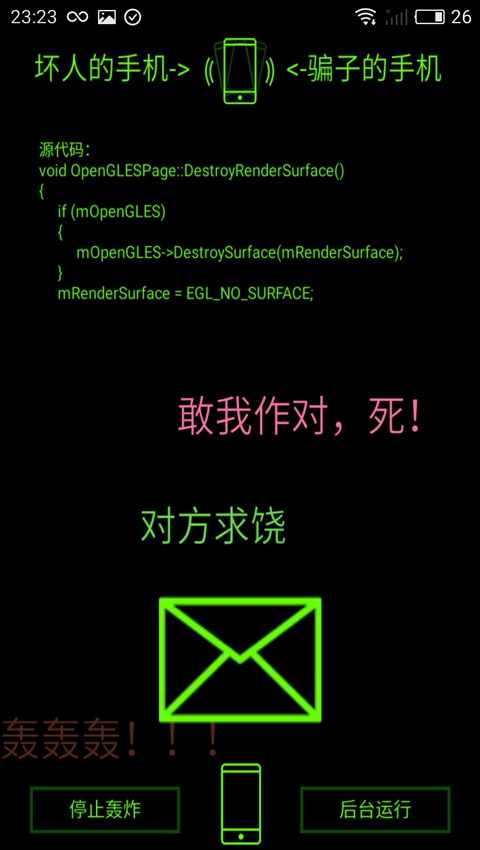 23:23 26
坏人的手机-> <-骗子的手机
源代码：
void OpenGLESPage::DestroyRenderSurface()
{
if (mOpenGLES)
{
mOpenGLES->DestroySurface(mRenderSurface);
}
mRenderSurface = EGL_NO_SURFACE;
敢我作对，死！
对方求饶
轰轰轰！！！
停止轰炸 后台运行